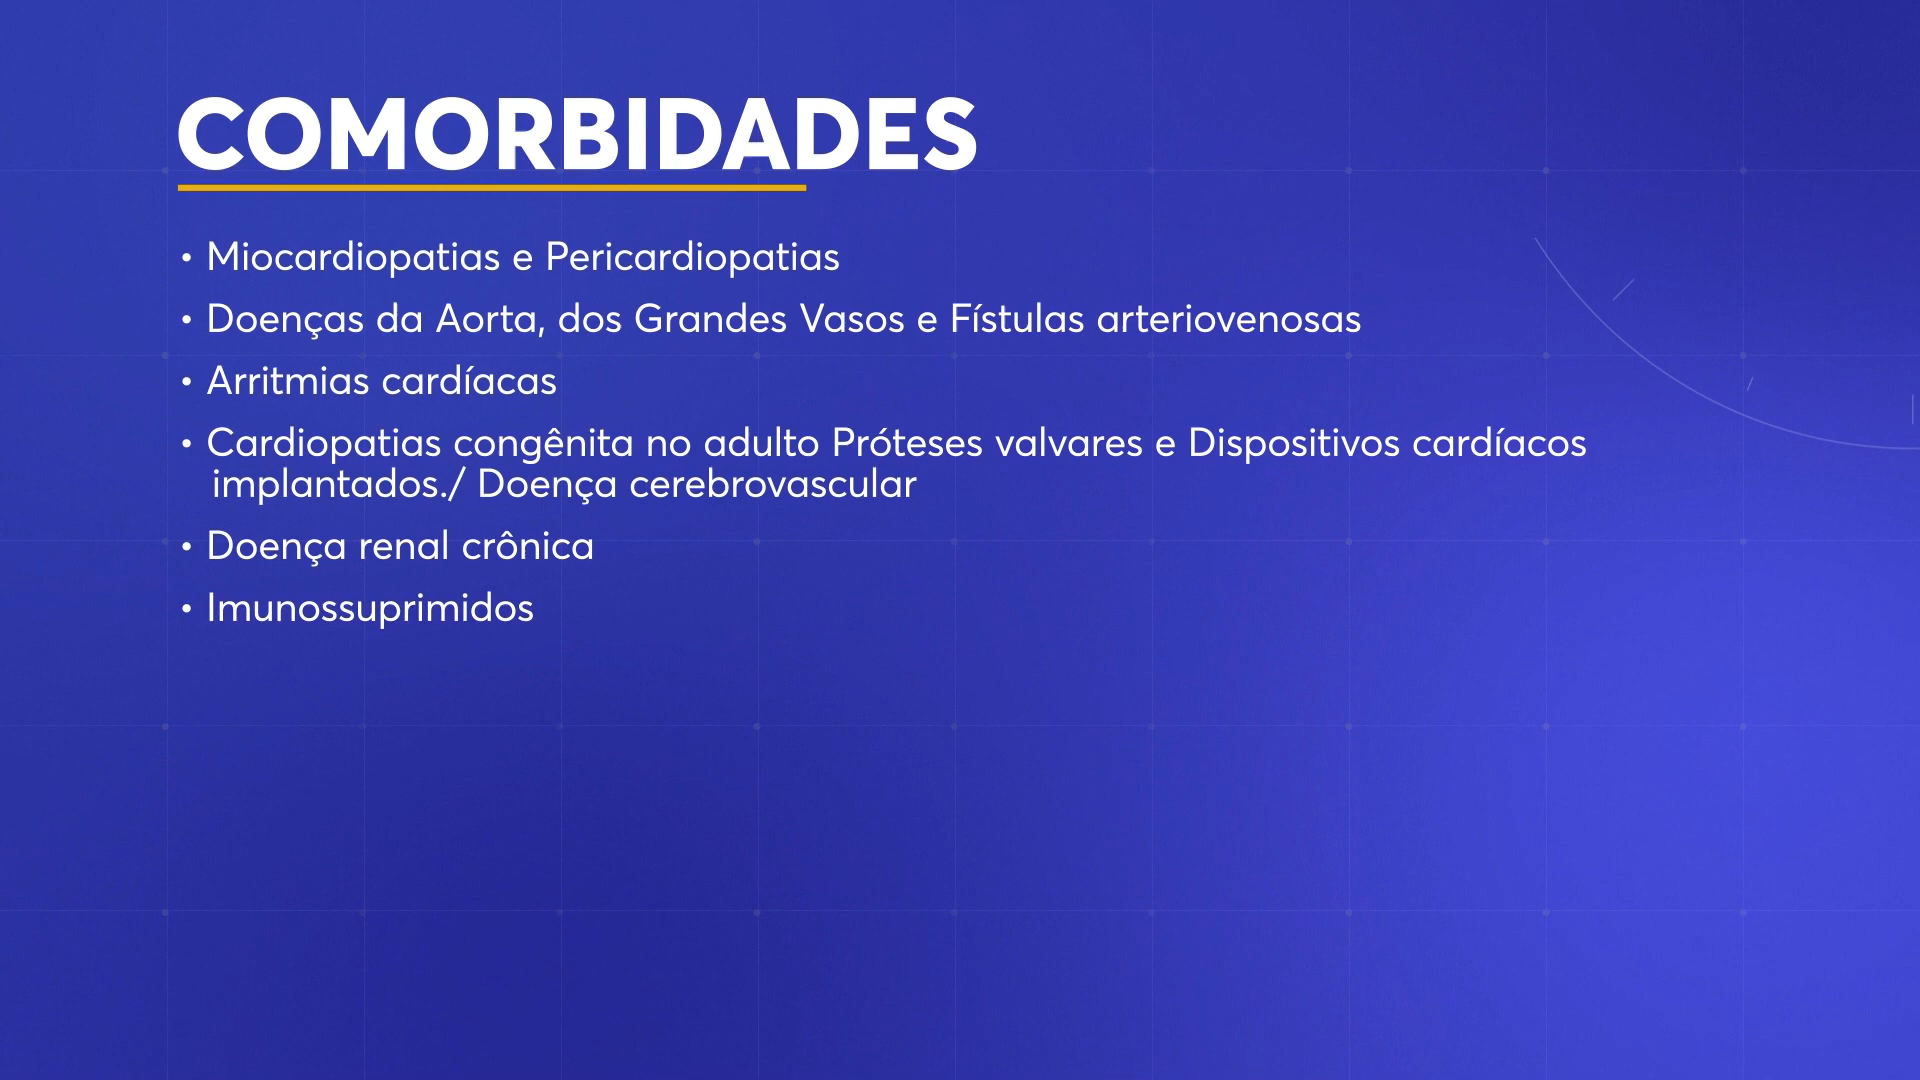 COMORBIDADES
• Miocardiopatias e Pericardiopatias
• Doenças da Aorta, dos Grandes Vasos e Fístulas arteriovenosas
• Arritmias cardíacas
• Cardiopatias congênita no adulto Próteses valvares e Dispositivos cardíacos
implantados./ Doença cerebrovascular
• Doença renal crônica
• Imunossuprimidos